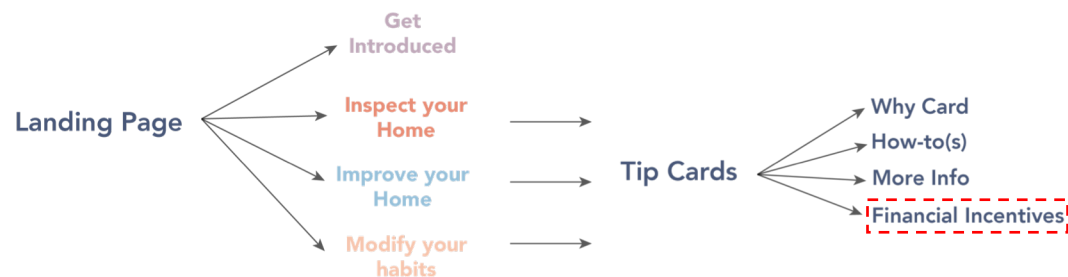 Landing Page
Get
Introduced
Inspect your
Home
Improve your
Home
Modify your
habits
Tip Cards
Why Card
How-to(s)
More Info
Financial Incentives